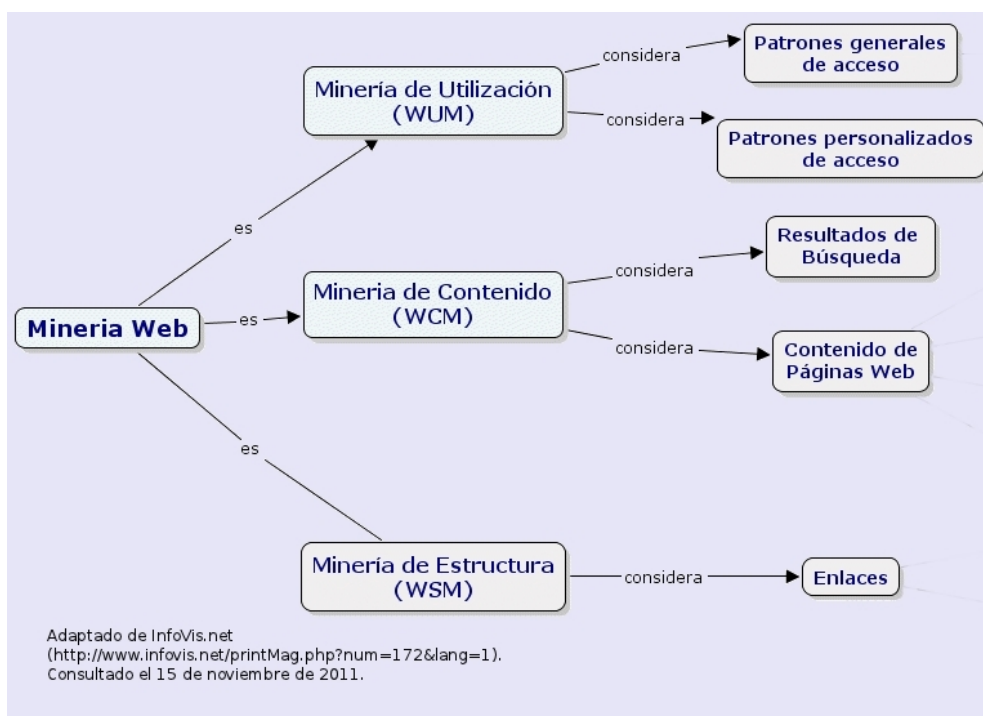 considera
Patrones generales
de acceso
Minería de Utilización
(WUM)
considera
Patrones personalizados
de acceso
es
Resultados de
Búsqueda
considera
Mineria de Contenido
(WCM)
Mineria Web
es
considera
Contenido de
Páginas Web
es
Minería de Estructura
(WSM)
considera
Enlaces
Adaptado de InfoVis.net
(http://www.infovis.net/printMag.php?num=172&lang=1).
Consultado el 15 de noviembre de 2011.